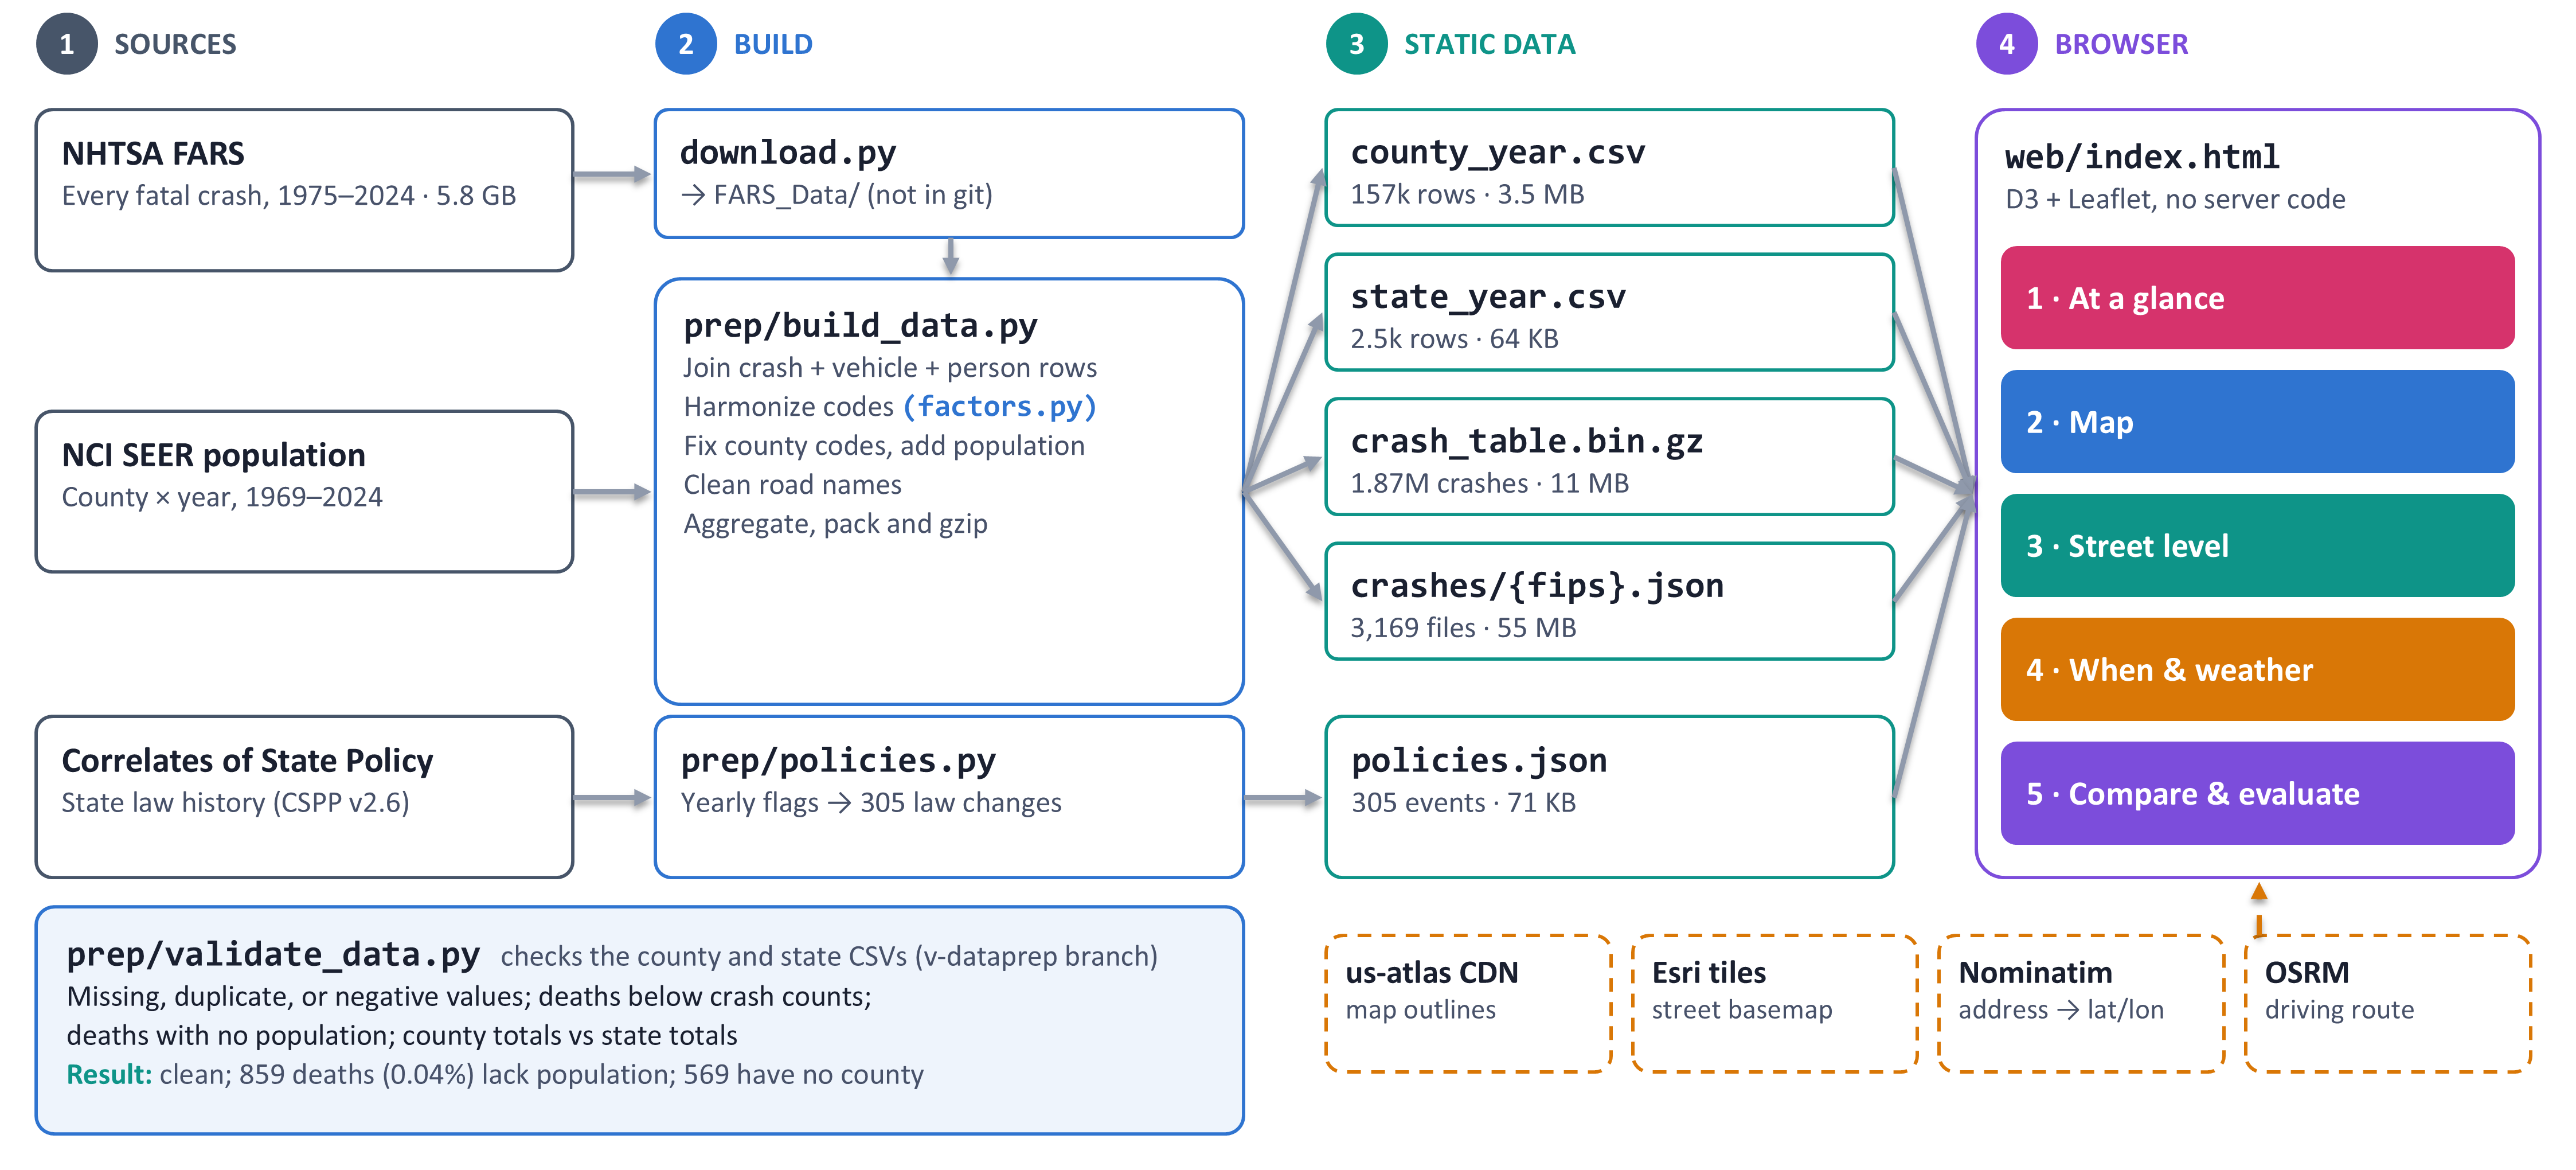 1 SOURCES
2 BUILD
3 STATIC DATA
4 BROWSER
NHTSA FARS
Every fatal crash, 1975–2024 · 5.8 GB
NCI SEER population
County × year, 1969–2024
Correlates of State Policy
State law history (CSPP v2.6)
download.py
→ FARS_Data/ (not in git)
prep/build_data.py
Join crash + vehicle + person rows
Harmonize codes (factors.py)
Fix county codes, add population
Clean road names
Aggregate, pack and gzip
prep/policies.py
Yearly flags → 305 law changes
county_year.csv
157k rows · 3.5 MB
state_year.csv
2.5k rows · 64 KB
crash_table.bin.gz
1.87M crashes · 11 MB
crashes/{fips}.json
3,169 files · 55 MB
policies.json
305 events · 71 KB
web/index.html
D3 + Leaflet, no server code
1 · At a glance
2 · Map
3 · Street level
4 · When & weather
5 · Compare & evaluate
prep/validate_data.py checks the county and state CSVs (v-dataprep branch)
Missing, duplicate, or negative values; deaths below crash counts;
deaths with no population; county totals vs state totals
Result: clean; 859 deaths (0.04%) lack population; 569 have no county
us-atlas CDN
map outlines
Esri tiles
street basemap
Nominatim
address → lat/lon
OSRM
driving route